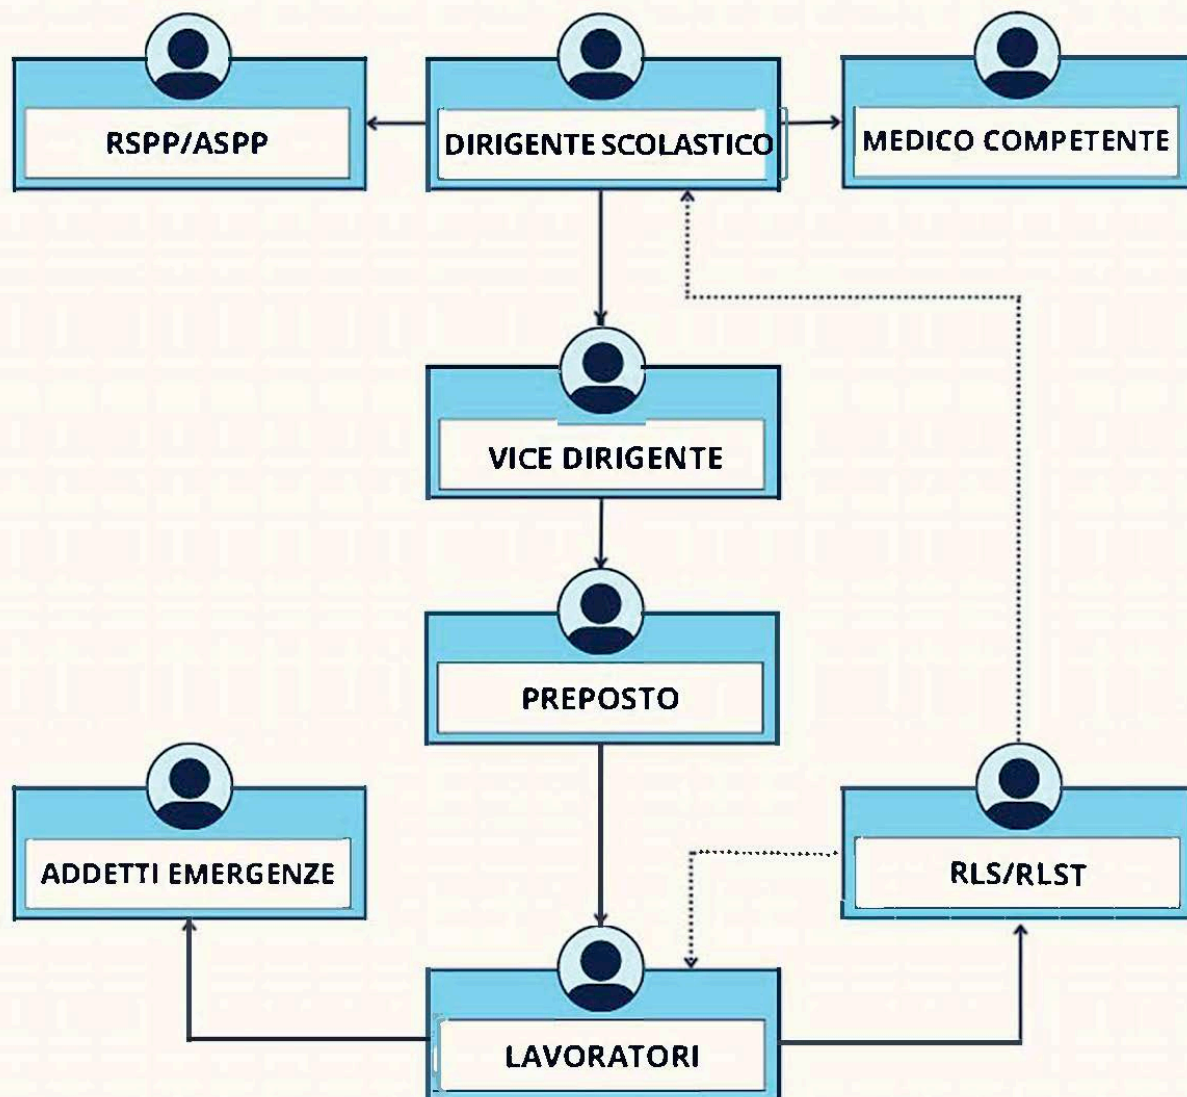 RSPP/ASPP
DIRIGENTE SCOLASTICO
MEDICO COMPETENTE
VICE DIRIGENTE
PREPOSTO
ADDETTI EMERGENZE
RLS/RLST
LAVORATORI